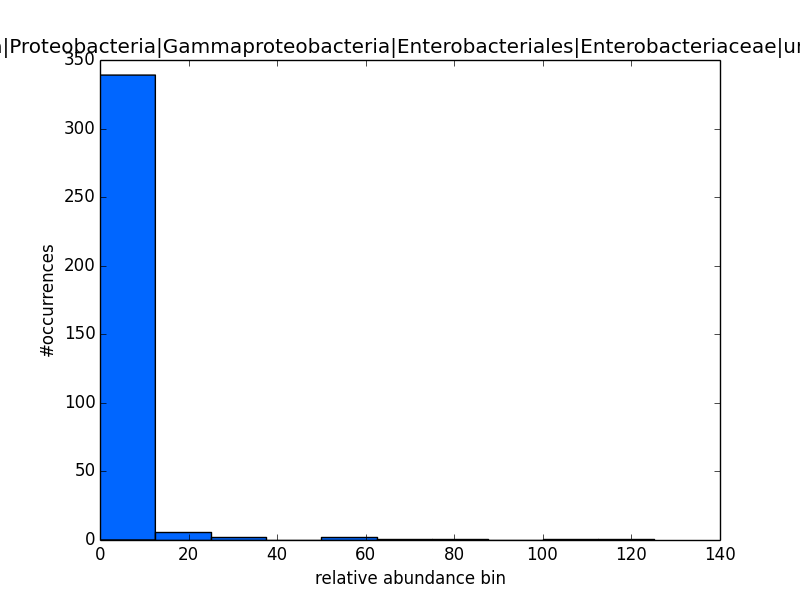 |Proteobacteria|Gammaproteobacteria|Enterobacteriales|Enterobacteriaceae|
350
300
250
200
150
100
50
0
#occurrences
0 20 40 60 80 100 120 140
relative abundance bin